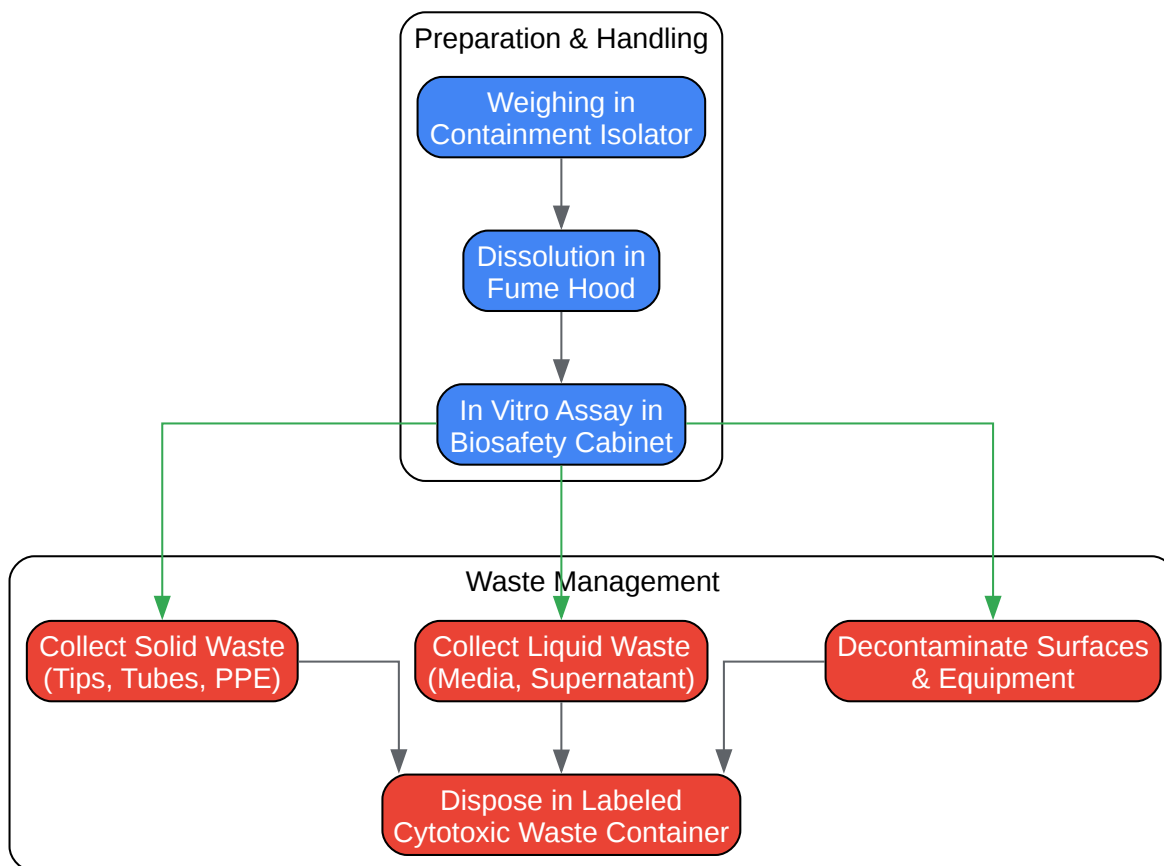 Preparation & Handling
Weighing in
Containment Isolator
Dissolution in
Fume Hood
In Vitro Assay in
Biosafety Cabinet
Waste Management
Collect Solid Waste
(Tips, Tubes, PPE)
Collect Liquid Waste
(Media, Supernatant)
Decontaminate Surfaces
& Equipment
Dispose in Labeled
Cytotoxic Waste Container